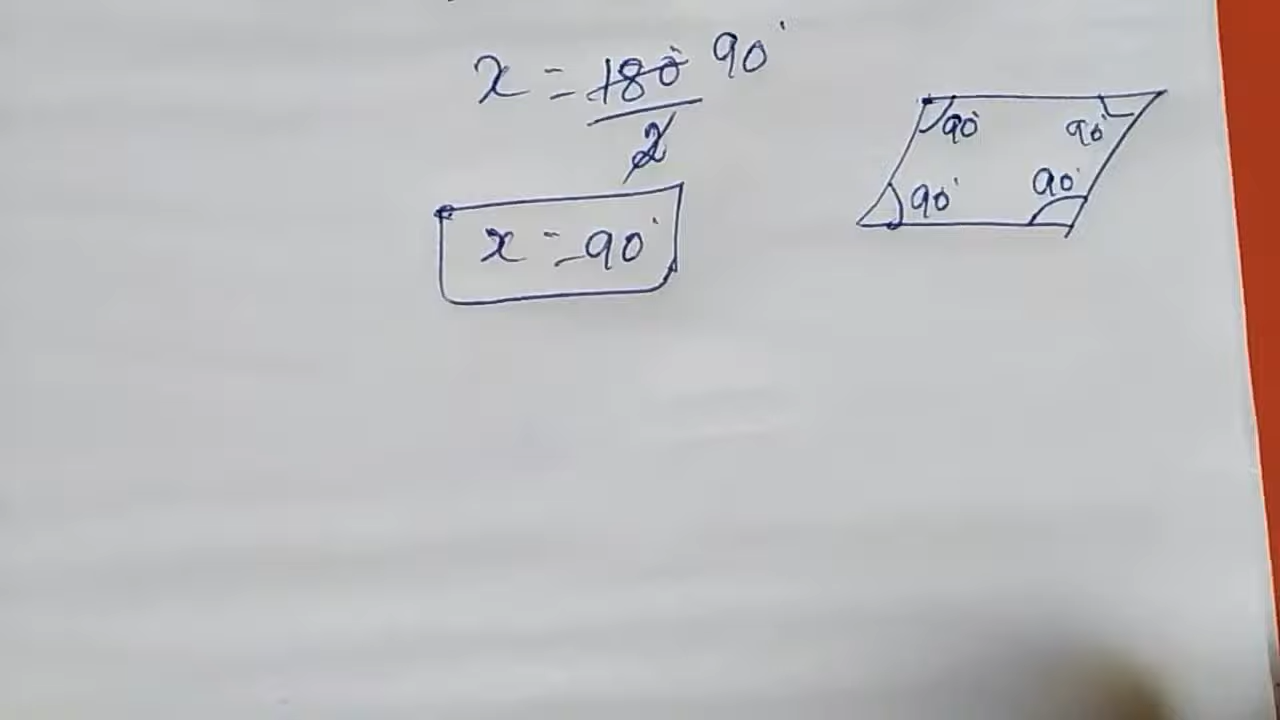 x = 180° 90°
2
x = 90°
90° 90°
90° 90°